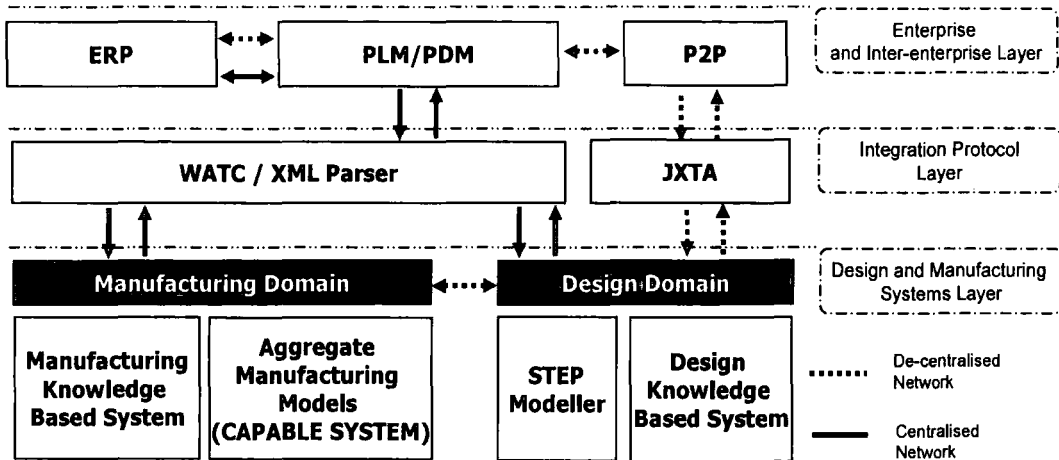 ERP
PLM/PDM
P2P
Enterprise
and Inter-enterprise Layer
WATC / XML Parser
JXTA
Integration Protocol
Layer
Manufacturing Domain
Design Domain
Design and Manufacturing
Systems Layer
Manufacturing
Knowledge
Based System
Aggregate
Manufacturing
Models
(CAPABLE SYSTEM)
STEP
Modeller
Design
Knowledge
Based System
De-centralised
Network
Centralised
Network